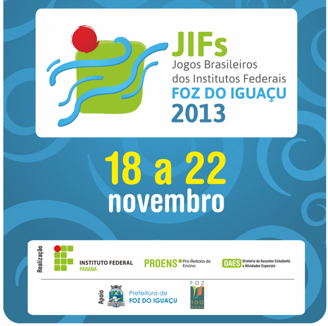 JIFs
Jogos Brasileiros
dos Institutos Federais
FOZ DO IGUAÇU
2013
18 a 22
novembro
Realização
INSTITUTO FEDERAL
PARANÁ
PROENS Pró-Reitoria de
Ensino
DAES Diretoria de Assuntos Estudantis
e Atividades Especiais
Apoio
Prefeitura de
FOZ DO IGUAÇU
FOZ